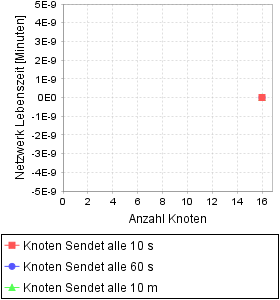 Netzwerk Lebenszeit [Minuten]
5E-9
4E-9
3E-9
2E-9
1E-9
0E0
-1E-9
-2E-9
-3E-9
-4E-9
-5E-9
0 2 4 6 8 10 12 14 16
Anzahl Knoten
Knoten Sendet alle 10 s
Knoten Sendet alle 60 s
Knoten Sendet alle 10 m